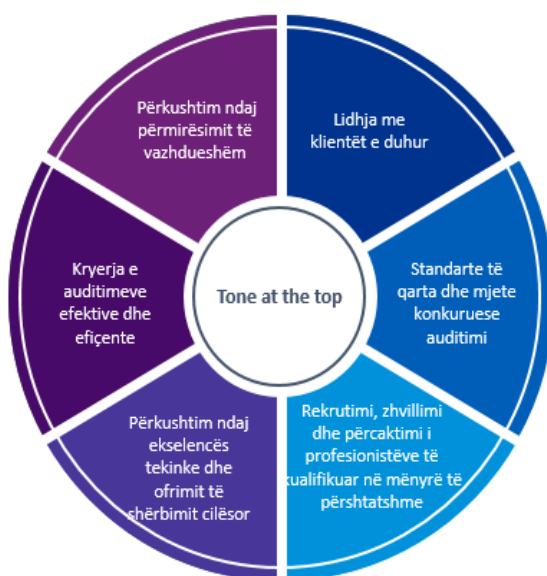 Përkushtim ndaj
përmirësimit të
vazhdueshëm
Lidhja me
klientët e duhur
Kryerja e
auditimeve
efektive dhe
efiçente
Tone at the top
Standarte të
qarta dhe mjete
konkuruese
auditimi
Përkushtim ndaj
ekselencës
tekinke dhe
ofrimit të
shërbimit cilësor
Rekrutimi, zhvillimi
dhe përcaktimi i
profesionistëve të
kualifikuar në mënyrë të
përshtatshme